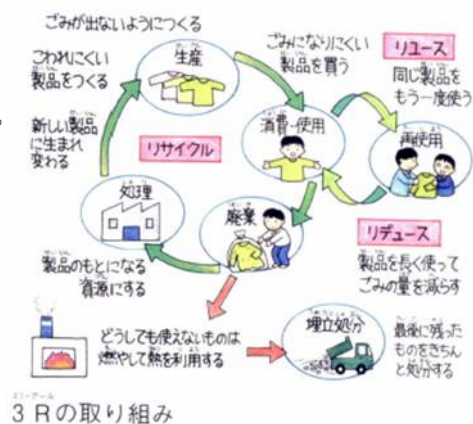 ごみが出ないようにつくる
こわれにくい
製品をつくる
生産
ごみになりにくい
製品を買う
リユース
同じ製品を
もう一度使う
新しい製品
に生まれ
変わる
リサイクル
消費・使用
再使用
処理
廃棄
リデュース
製品を長く使って
ごみの量を減らす
製品のもとになる
資源にする
どうしても使えないものは
燃やして熱を利用する
埋立処分
最後に残った
ものをきちん
と処分する
3Rの取り組み